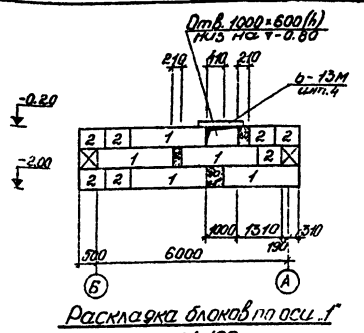 Отв. 1000×600(h)
низ на ▽-0.80
210 410 210
б-13м
шт. 4
-0.20
2 2 1 2 2
1 1 2
-2.00
2 2 1 1
1000 1310 310
190
500 6000
Б А
Раскладка блоков по оси „1"